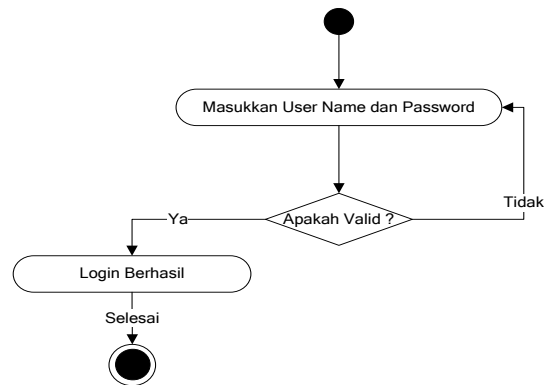 Masukkan User Name dan Password
Apakah Valid ?
Ya
Tidak
Login Berhasil
Selesai